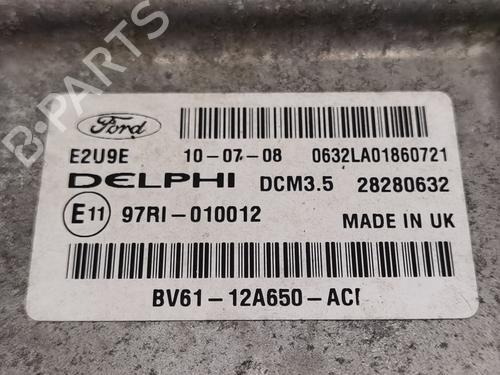 B-PARTS
Ford
E2U9E 10-07-08 0632LA01860721
DELPHI DCM3.5 28280632
E11 97RI-010012 MADE IN UK
BV61-12A650-ACI